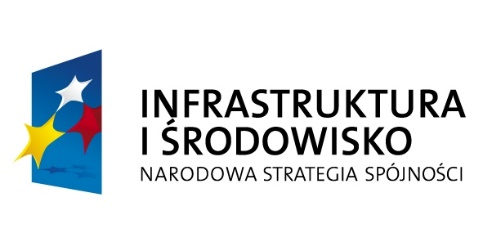 INFRASTRUKTURA
I ŚRODOWISKO
NARODOWA STRATEGIA SPÓJNOŚCI